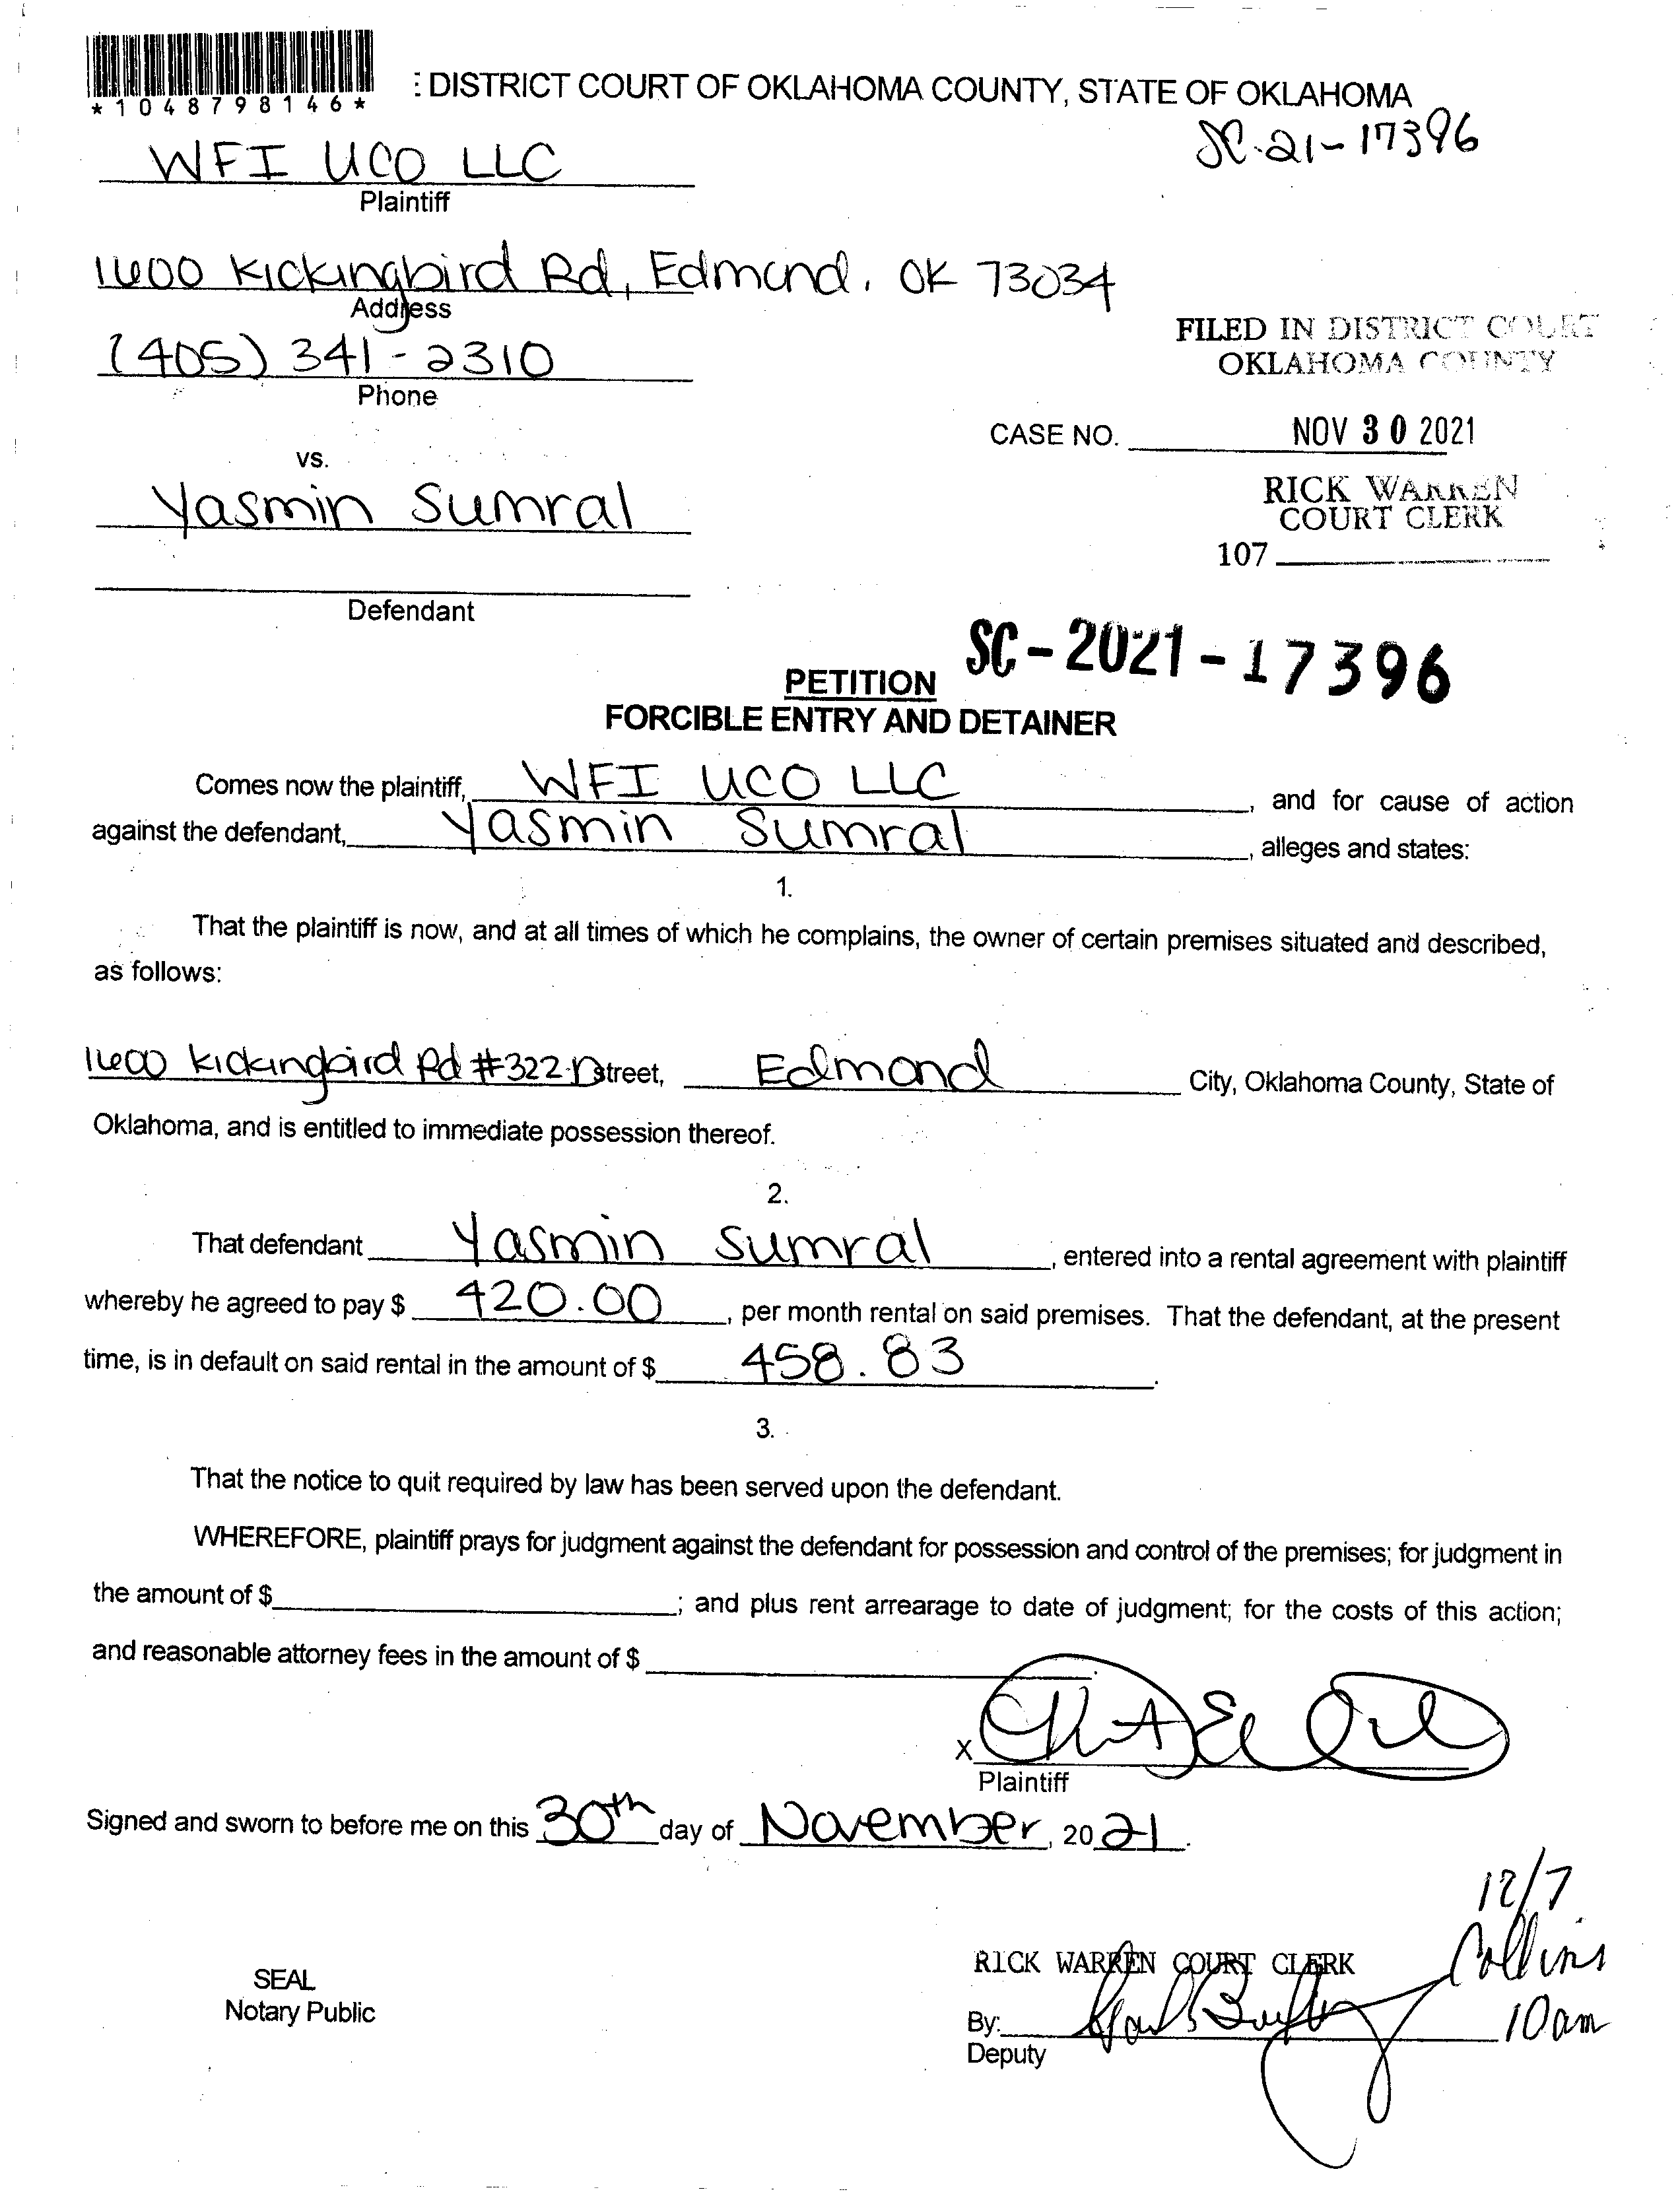 *1048798146*
: DISTRICT COURT OF OKLAHOMA COUNTY, STATE OF OKLAHOMA
SC-21-17396
WFI UCO LLC
Plaintiff
1600 Kickingbird Rd, Edmond, OK 73034
Address
(405) 341-2310
Phone
FILED IN DISTRICT COURT
OKLAHOMA COUNTY
CASE NO.
NOV 30 2021
vs.
Yasmin Sumral
RICK WARREN
COURT CLERK
107
Defendant
SC-2021-17396
PETITION
FORCIBLE ENTRY AND DETAINER
Comes now the plaintiff, WFI UCO LLC, and for cause of action
against the defendant, Yasmin Sumral, alleges and states:
1.
That the plaintiff is now, and at all times of which he complains, the owner of certain premises situated and described,
as follows:
1600 Kickingbird Rd #322 Street, Edmond City, Oklahoma County, State of
Oklahoma, and is entitled to immediate possession thereof.
2.
That defendant Yasmin Sumral, entered into a rental agreement with plaintiff
whereby he agreed to pay $ 420.00, per month rental on said premises. That the defendant, at the present
time, is in default on said rental in the amount of $ 458.83.
3.
That the notice to quit required by law has been served upon the defendant.
WHEREFORE, plaintiff prays for judgment against the defendant for possession and control of the premises; for judgment in
the amount of $ ; and plus rent arrearage to date of judgment; for the costs of this action;
and reasonable attorney fees in the amount of $ .
X
Plaintiff
Signed and sworn to before me on this 30th day of November, 2021.
12/7
Collins
10am
RICK WARREN COURT CLERK
SEAL
Notary Public
By:
Deputy